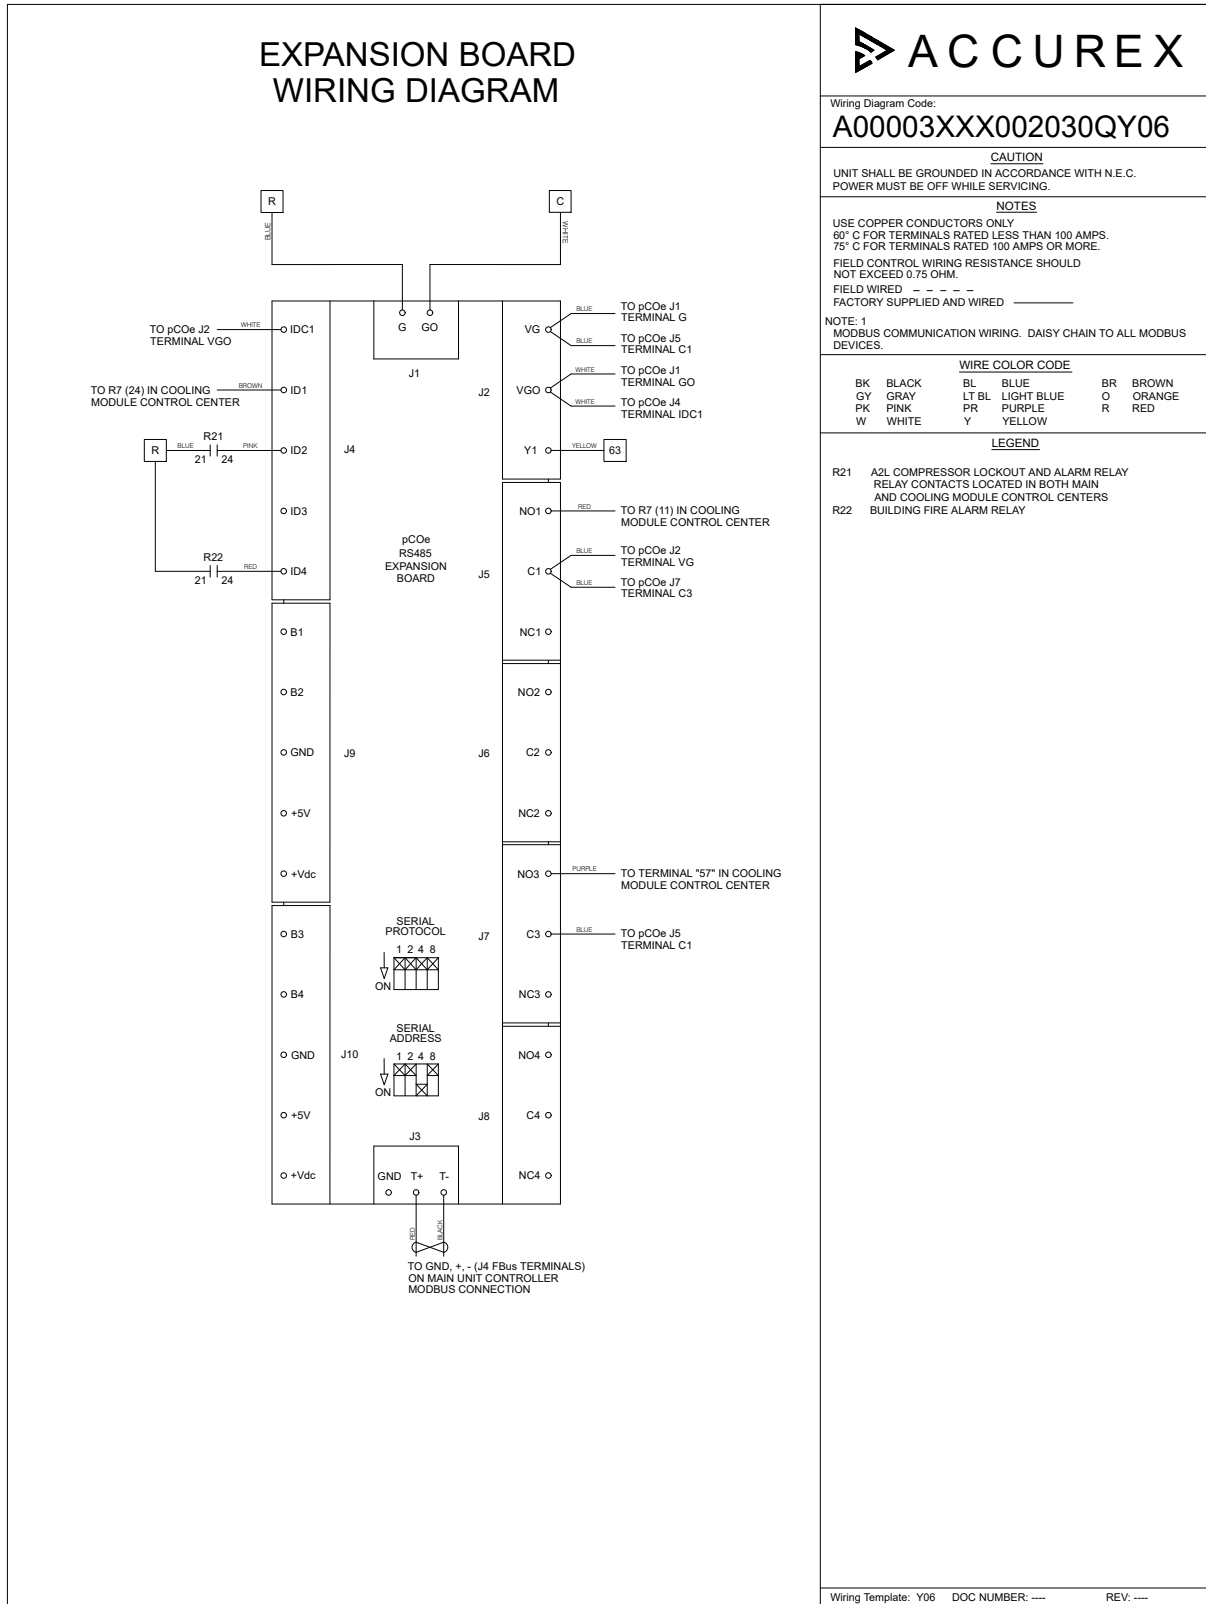 EXPANSION BOARD
WIRING DIAGRAM
R
C
BLUE
WHITE
TO pCOe J2
TERMINAL VGO
WHITE
IDC1
TO R7 (24) IN COOLING
MODULE CONTROL CENTER
BROWN
ID1
R
BLUE
R21
21 24
PINK
ID2
J4
ID3
R22
21 24
RED
ID4
G GO
J1
pCOe
RS485
EXPANSION
BOARD
VG
BLUE
TO pCOe J1
TERMINAL G
BLUE
TO pCOe J5
TERMINAL C1
J2
VGO
WHITE
TO pCOe J1
TERMINAL GO
WHITE
TO pCOe J4
TERMINAL IDC1
Y1
YELLOW
63
NO1
RED
TO R7 (11) IN COOLING
MODULE CONTROL CENTER
J5
C1
BLUE
TO pCOe J2
TERMINAL VG
BLUE
TO pCOe J7
TERMINAL C3
NC1
B1
B2
GND
J9
+5V
+Vdc
NO2
J6
C2
NC2
NO3
PURPLE
TO TERMINAL "57" IN COOLING
MODULE CONTROL CENTER
J7
C3
BLUE
TO pCOe J5
TERMINAL C1
NC3
B3
B4
GND
J10
+5V
+Vdc
SERIAL
PROTOCOL
1 2 4 8
ON
SERIAL
ADDRESS
1 2 4 8
ON
NO4
J8
C4
NC4
J3
GND T+ T-
RED
BLACK
TO GND, +, - (J4 FBus TERMINALS)
ON MAIN UNIT CONTROLLER
MODBUS CONNECTION
ACCUREX
Wiring Diagram Code:
A00003XXX002030QY06
CAUTION
UNIT SHALL BE GROUNDED IN ACCORDANCE WITH N.E.C.
POWER MUST BE OFF WHILE SERVICING.
NOTES
USE COPPER CONDUCTORS ONLY
60° C FOR TERMINALS RATED LESS THAN 100 AMPS.
75° C FOR TERMINALS RATED 100 AMPS OR MORE.
FIELD CONTROL WIRING RESISTANCE SHOULD
NOT EXCEED 0.75 OHM.
FIELD WIRED
FACTORY SUPPLIED AND WIRED
NOTE: 1
MODBUS COMMUNICATION WIRING. DAISY CHAIN TO ALL MODBUS
DEVICES.
WIRE COLOR CODE
BK BLACK BL BLUE BR BROWN
GY GRAY LT BL LIGHT BLUE O ORANGE
PK PINK PR PURPLE R RED
W WHITE Y YELLOW
LEGEND
R21 A2L COMPRESSOR LOCKOUT AND ALARM RELAY
RELAY CONTACTS LOCATED IN BOTH MAIN
AND COOLING MODULE CONTROL CENTERS
R22 BUILDING FIRE ALARM RELAY
Wiring Template: Y06 DOC NUMBER: ---- REV: ----